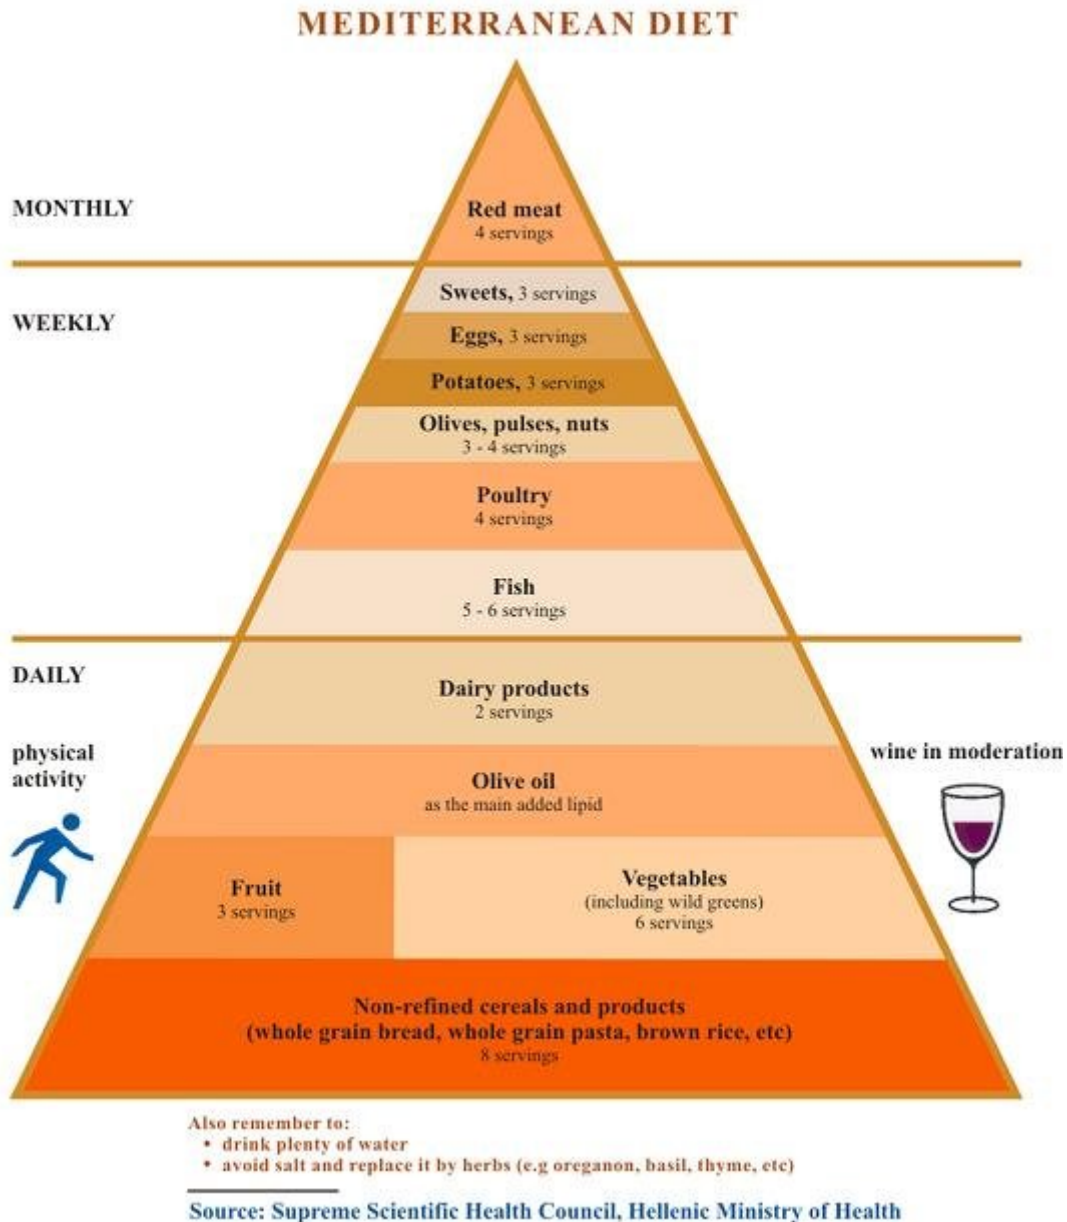 MEDITERRANEAN DIET
MONTHLY
Red meat
4 servings
WEEKLY
Sweets, 3 servings
Eggs, 3 servings
Potatoes, 3 servings
Olives, pulses, nuts
3 - 4 servings
Poultry
4 servings
Fish
5 - 6 servings
DAILY
Dairy products
2 servings
physical
activity
wine in moderation
Olive oil
as the main added lipid
Fruit
3 servings
Vegetables
(including wild greens)
6 servings
Non-refined cereals and products
(whole grain bread, whole grain pasta, brown rice, etc)
8 servings
Also remember to:
• drink plenty of water
• avoid salt and replace it by herbs (e.g oreganon, basil, thyme, etc)
Source: Supreme Scientific Health Council, Hellenic Ministry of Health